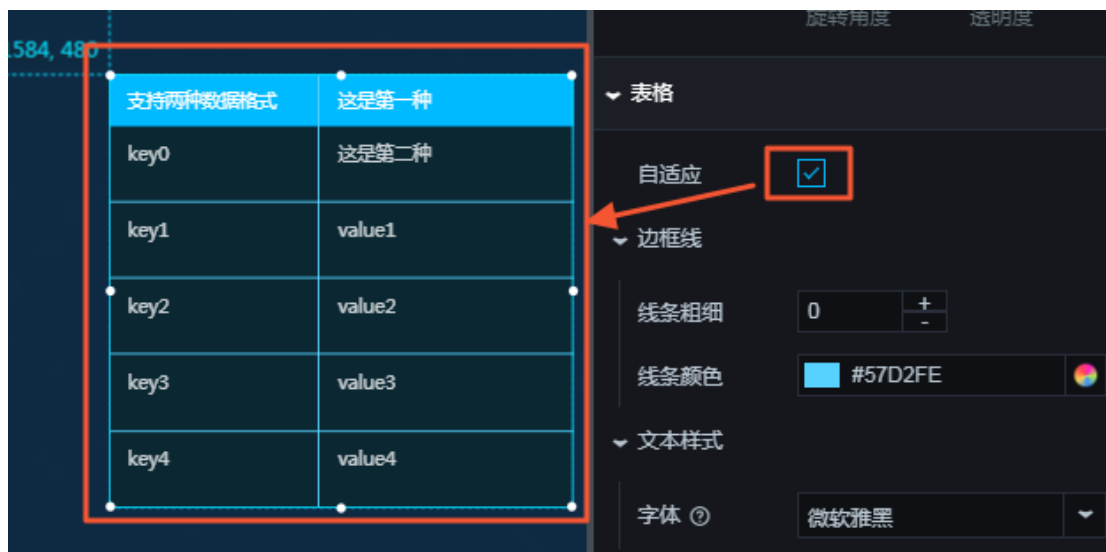 旋转角度 透明度
1584, 480
支持两种数据格式 这是第一种
表格
key0 这是第二种
自适应
key1 value1
边框线
key2 value2
线条粗细 0 + -
key3 value3
线条颜色 #57D2FE
文本样式
key4 value4
字体 微软雅黑